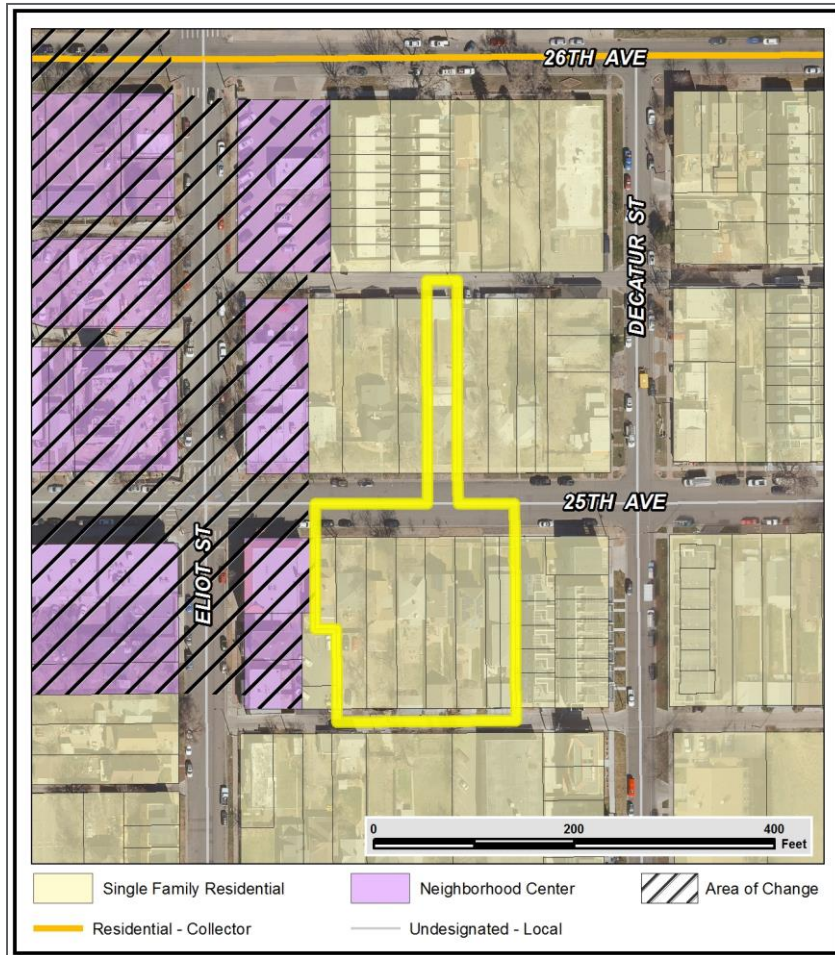 26TH AVE
DECATUR ST
25TH AVE
ELIOT ST
0 200 400
Feet
Single Family Residential Neighborhood Center Area of Change
Residential - Collector Undesignated - Local